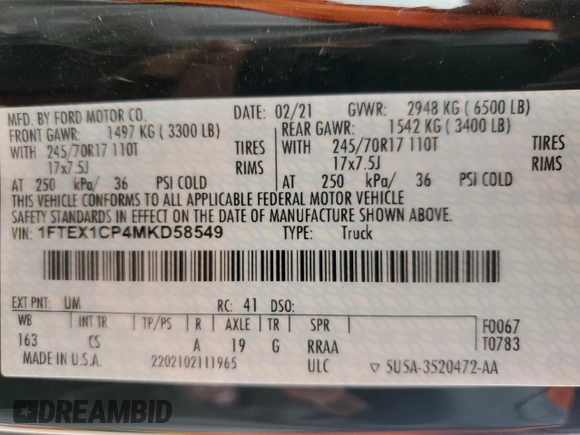 MFD. BY FORD MOTOR CO.
DATE: 02/21 GVWR: 2948 KG ( 6500 LB)
FRONT GAWR: 1497 KG ( 3300 LB) REAR GAWR: 1542 KG ( 3400 LB)
WITH 245/70R17 110T TIRES WITH 245/70R17 110T TIRES
17x7.5J RIMS 17x7.5J RIMS
AT 250 kPa/ 36 PSI COLD AT 250 kPa/ 36 PSI COLD
THIS VEHICLE CONFORMS TO ALL APPLICABLE FEDERAL MOTOR VEHICLE
SAFETY STANDARDS IN EFFECT ON THE DATE OF MANUFACTURE SHOWN ABOVE.
VIN: 1FTEX1CP4MKD58549 TYPE: Truck
EXT PNT: UM RC: 41 DSO:
WB INT TR TP/PS R AXLE TR SPR F0067
163 CS A 19 G RRAA T0783
MADE IN U.S.A. 2202102111965 ULC ▽ 5U5A-3520472-AA
DREAMBID